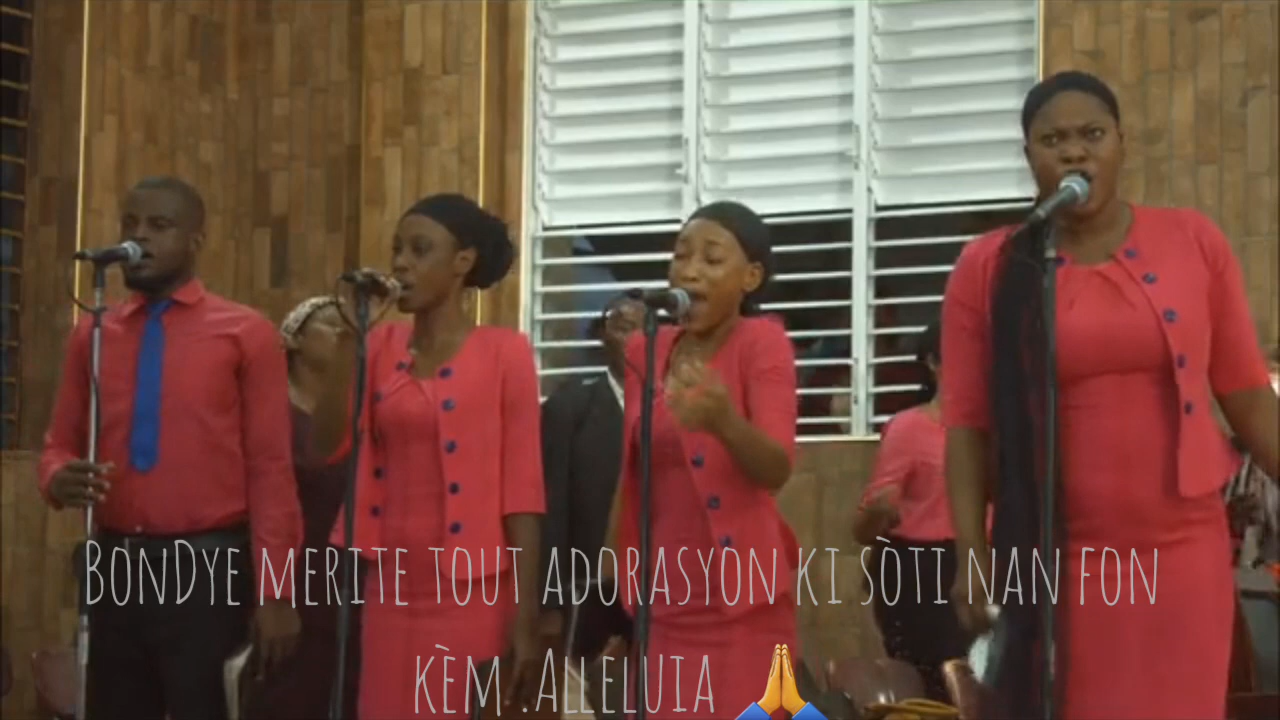 BonDye merite tout adorasyon ki sòti nan fon
kèm .Alleluia 🙏